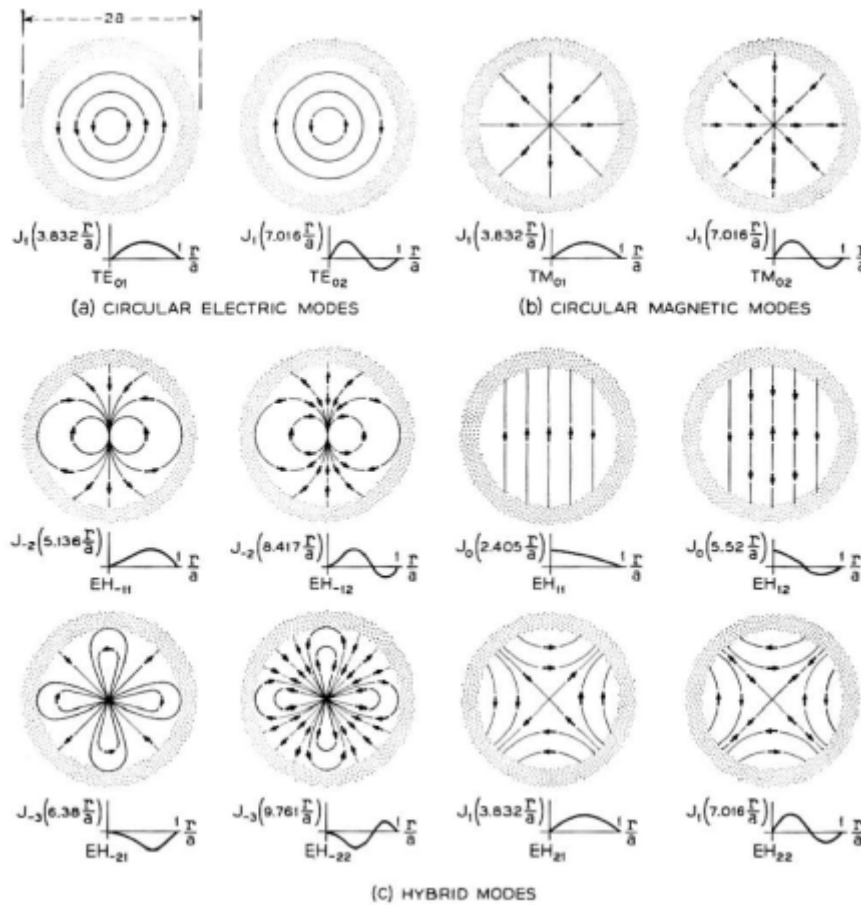 2a
J₁(3.832 r/a) 1 r/a J₁(7.016 r/a) 1 r/a J₁(3.832 r/a) 1 r/a J₁(7.016 r/a) 1 r/a
TE₀₁ TE₀₂ TM₀₁ TM₀₂
(a) CIRCULAR ELECTRIC MODES (b) CIRCULAR MAGNETIC MODES
J₋₂(5.136 r/a) 1 r/a J₋₂(8.417 r/a) 1 r/a J₀(2.405 r/a) 1 r/a J₀(5.52 r/a) 1 r/a
EH₋₁₁ EH₋₁₂ EH₁₁ EH₁₂
J₋₃(6.38 r/a) 1 r/a J₋₃(9.761 r/a) 1 r/a J₁(3.832 r/a) 1 r/a J₁(7.016 r/a) 1 r/a
EH₋₂₁ EH₋₂₂ EH₂₁ EH₂₂
(c) HYBRID MODES